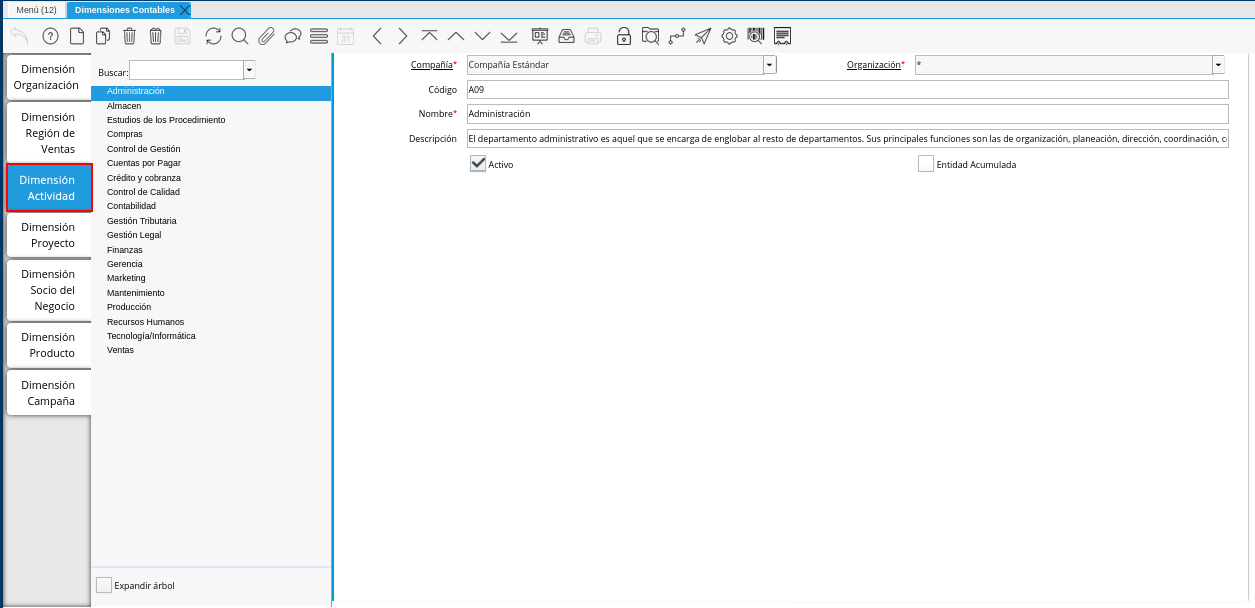 Menú (12)
Dimensiones Contables
31
Dimensión
Organización
Dimensión
Región de
Ventas
Dimensión
Actividad
Dimensión
Proyecto
Dimensión
Socio del
Negocio
Dimensión
Producto
Dimensión
Campaña
Buscar:
Administración
Almacen
Estudios de los Procedimiento
Compras
Control de Gestión
Cuentas por Pagar
Crédito y cobranza
Control de Calidad
Contabilidad
Gestión Tributaria
Gestión Legal
Finanzas
Gerencia
Marketing
Mantenimiento
Producción
Recursos Humanos
Tecnología/Informática
Ventas
Expandir árbol
Compañía* Compañía Estándar Organización* *
Código A09
Nombre* Administración
Descripción El departamento administrativo es aquel que se encarga de englobar al resto de departamentos. Sus principales funciones son las de organización, planeación, dirección, coordinación, c
Activo Entidad Acumulada